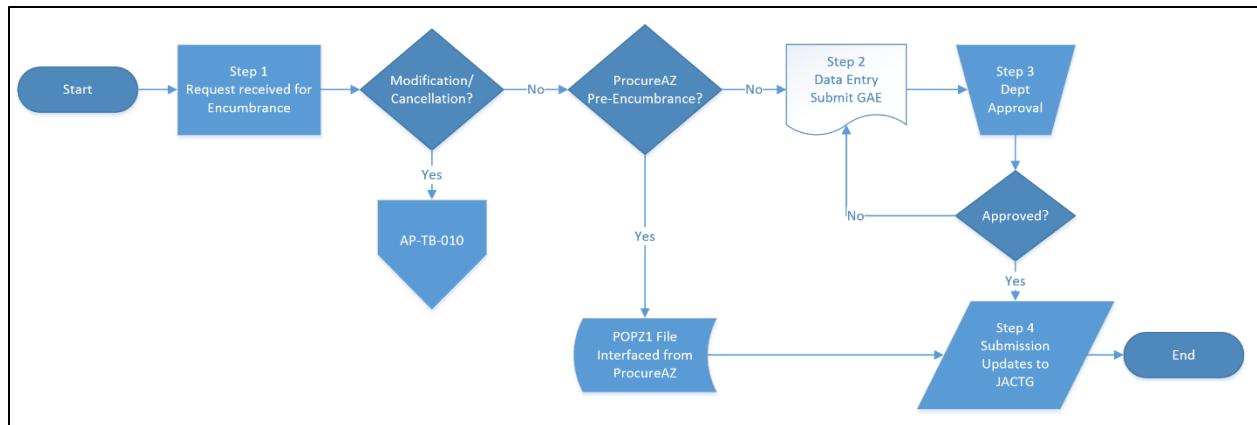 Start
Step 1
Request received for
Encumbrance
Modification/
Cancellation?
No
ProcureAZ
Pre-Encumbrance?
No
Step 2
Data Entry
Submit GAE
Step 3
Dept
Approval
Yes
AP-TB-010
Yes
No
Approved?
Yes
POPZ1 File
Interfaced from
ProcureAZ
Step 4
Submission
Updates to
JACTG
End